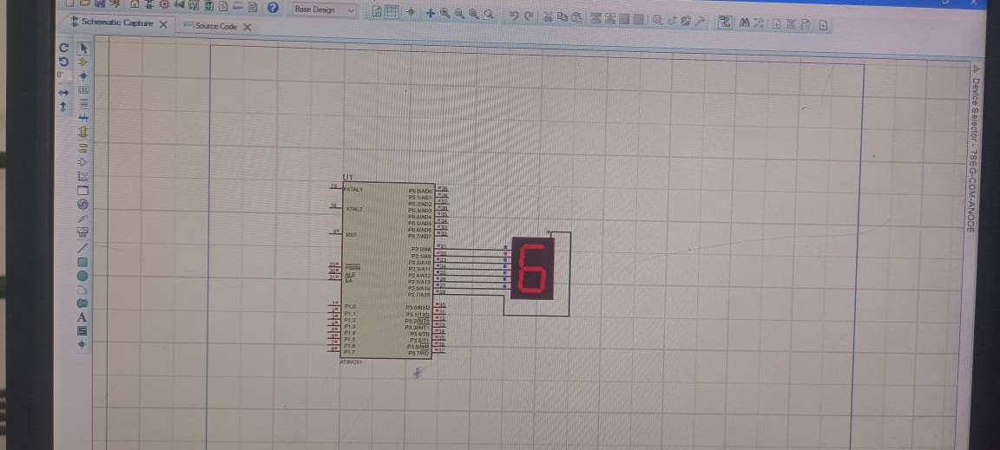 Base Design
Schematic Capture
Source Code
0°
LBL
A
S
Device Selector - 7SEG-COM-ANODE
U1
19
XTAL1
18
XTAL2
9
RST
29
PSEN
30
ALE
31
EA
1
P1.0
2
P1.1
3
P1.2
4
P1.3
5
P1.4
6
P1.5
7
P1.6
8
P1.7
P0.0/AD0
39
P0.1/AD1
38
P0.2/AD2
37
P0.3/AD3
36
P0.4/AD4
35
P0.5/AD5
34
P0.6/AD6
33
P0.7/AD7
32
P2.0/A8
21
P2.1/A9
22
P2.2/A10
23
P2.3/A11
24
P2.4/A12
25
P2.5/A13
26
P2.6/A14
27
P2.7/A15
28
P3.0/RXD
10
P3.1/TXD
11
P3.2/INT0
12
P3.3/INT1
13
P3.4/T0
14
P3.5/T1
15
P3.6/WR
16
P3.7/RD
17
AT89C51
6